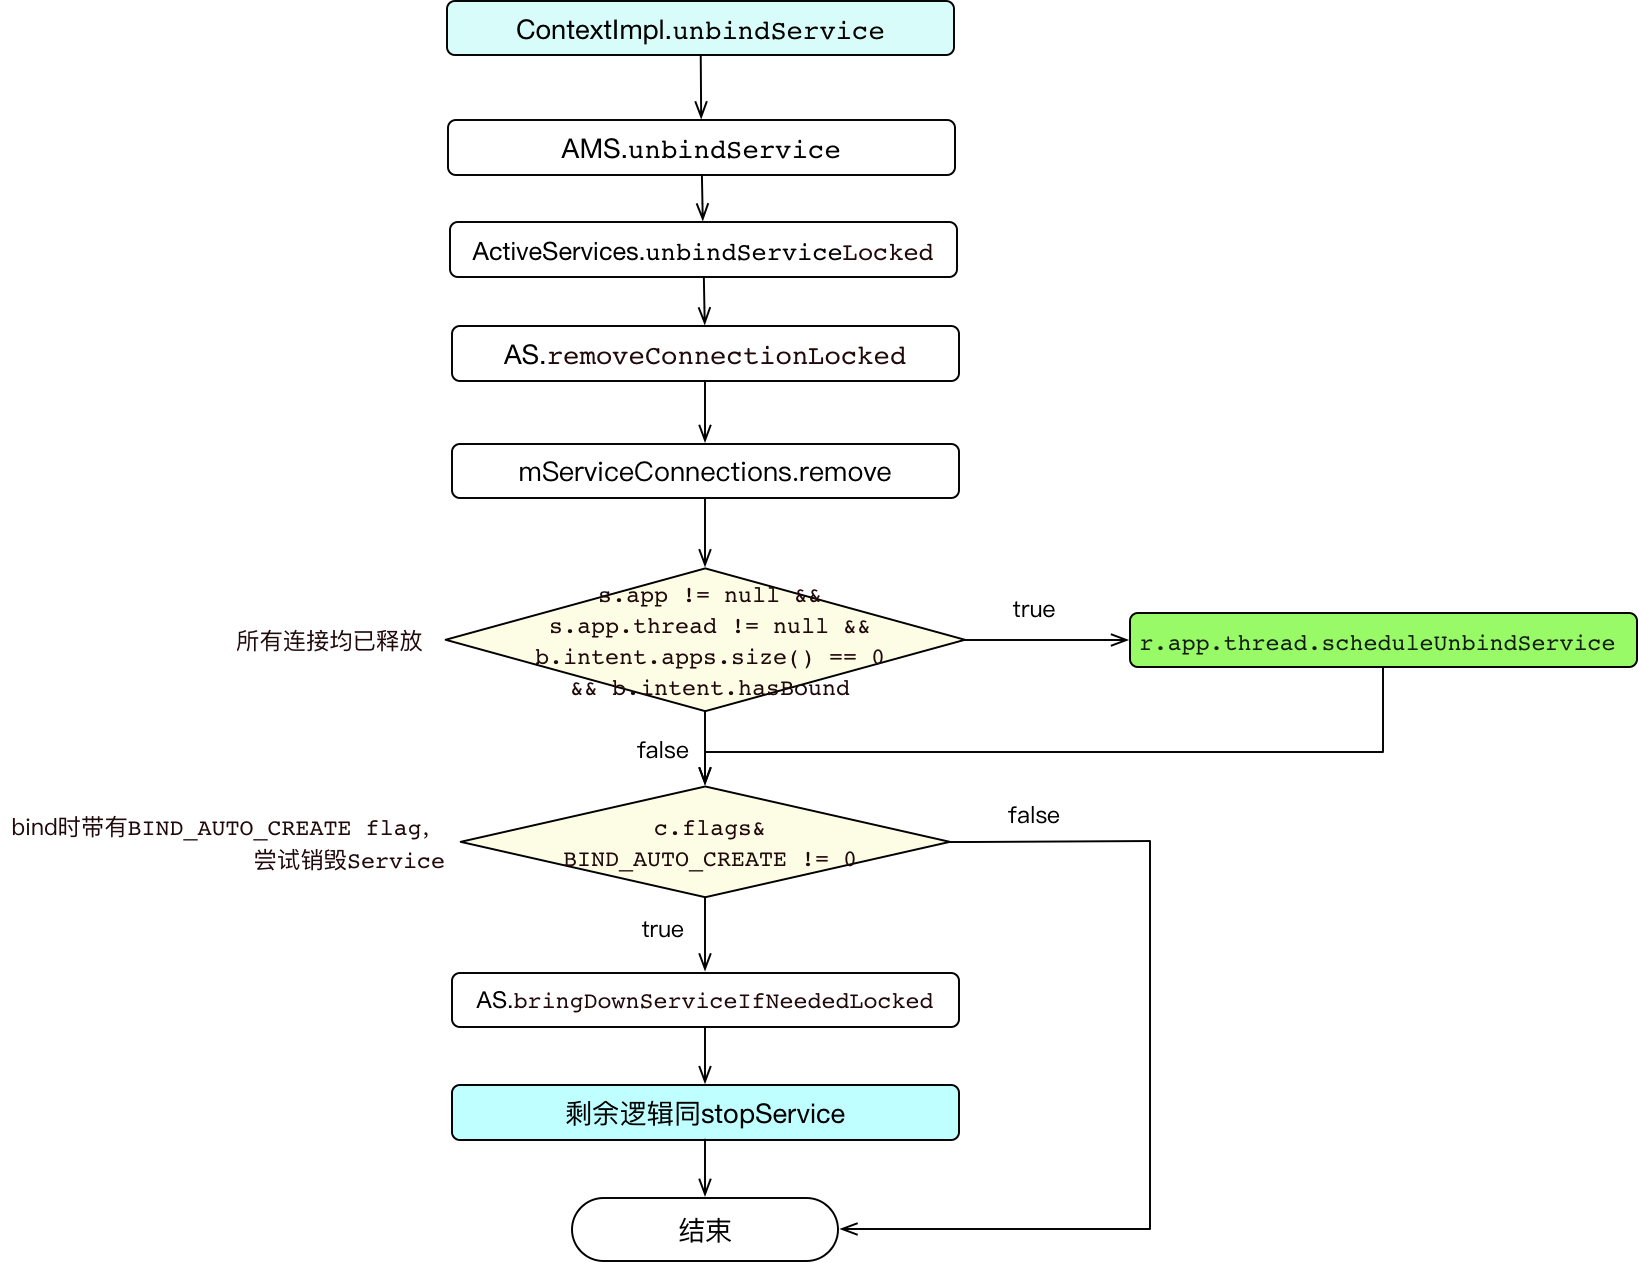 ContextImpl.unbindService
AMS.unbindService
ActiveServices.unbindServiceLocked
AS.removeConnectionLocked
mServiceConnections.remove
s.app != null &&
s.app.thread != null &&
b.intent.apps.size() == 0
&& b.intent.hasBound
所有连接均已释放
true
r.app.thread.scheduleUnbindService
false
bind时带有BIND_AUTO_CREATE flag,
尝试销毁Service
c.flags&
BIND_AUTO_CREATE != 0
false
true
AS.bringDownServiceIfNeededLocked
剩余逻辑同stopService
结束